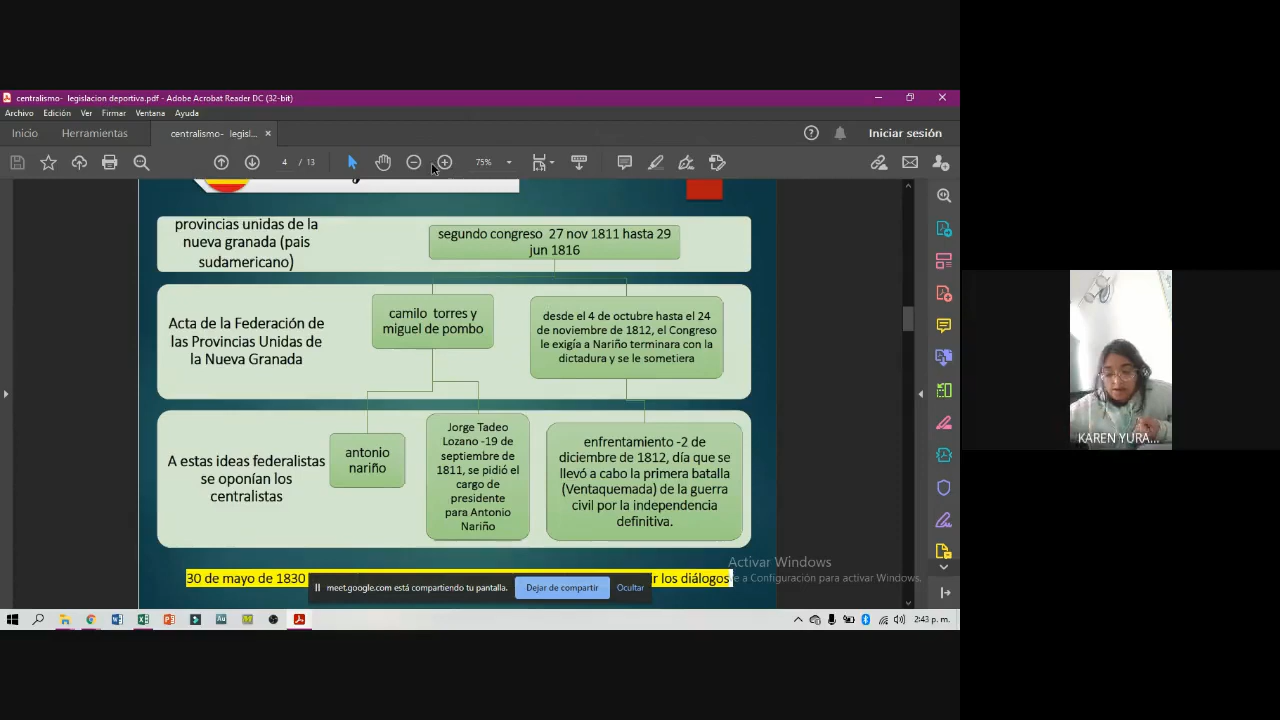 centralismo- legislacion deportiva.pdf - Adobe Acrobat Reader DC (32-bit)
Archivo Edición Ver Firmar Ventana Ayuda
Inicio Herramientas centralismo- legisl... × Iniciar sesión
4 / 13 75%
provincias unidas de la
nueva granada (pais
sudamericano)
segundo congreso 27 nov 1811 hasta 29
jun 1816
Acta de la Federación de
las Provincias Unidas de
la Nueva Granada
camilo torres y
miguel de pombo
desde el 4 de octubre hasta el 24
de noviembre de 1812, el Congreso
le exigía a Nariño terminara con la
dictadura y se le sometiera
A estas ideas federalistas
se oponían los
centralistas
antonio
nariño
Jorge Tadeo
Lozano -19 de
septiembre de
1811, se pidió el
cargo de
presidente
para Antonio
Nariño
enfrentamiento -2 de
diciembre de 1812, día que se
llevó a cabo la primera batalla
(Ventaquemada) de la guerra
civil por la independencia
definitiva.
30 de mayo de 1830
los diálogos
meet.google.com está compartiendo tu pantalla. Dejar de compartir Ocultar
Activar Windows
a Configuración para activar Windows.
2:43 p. m.
KAREN YURA...